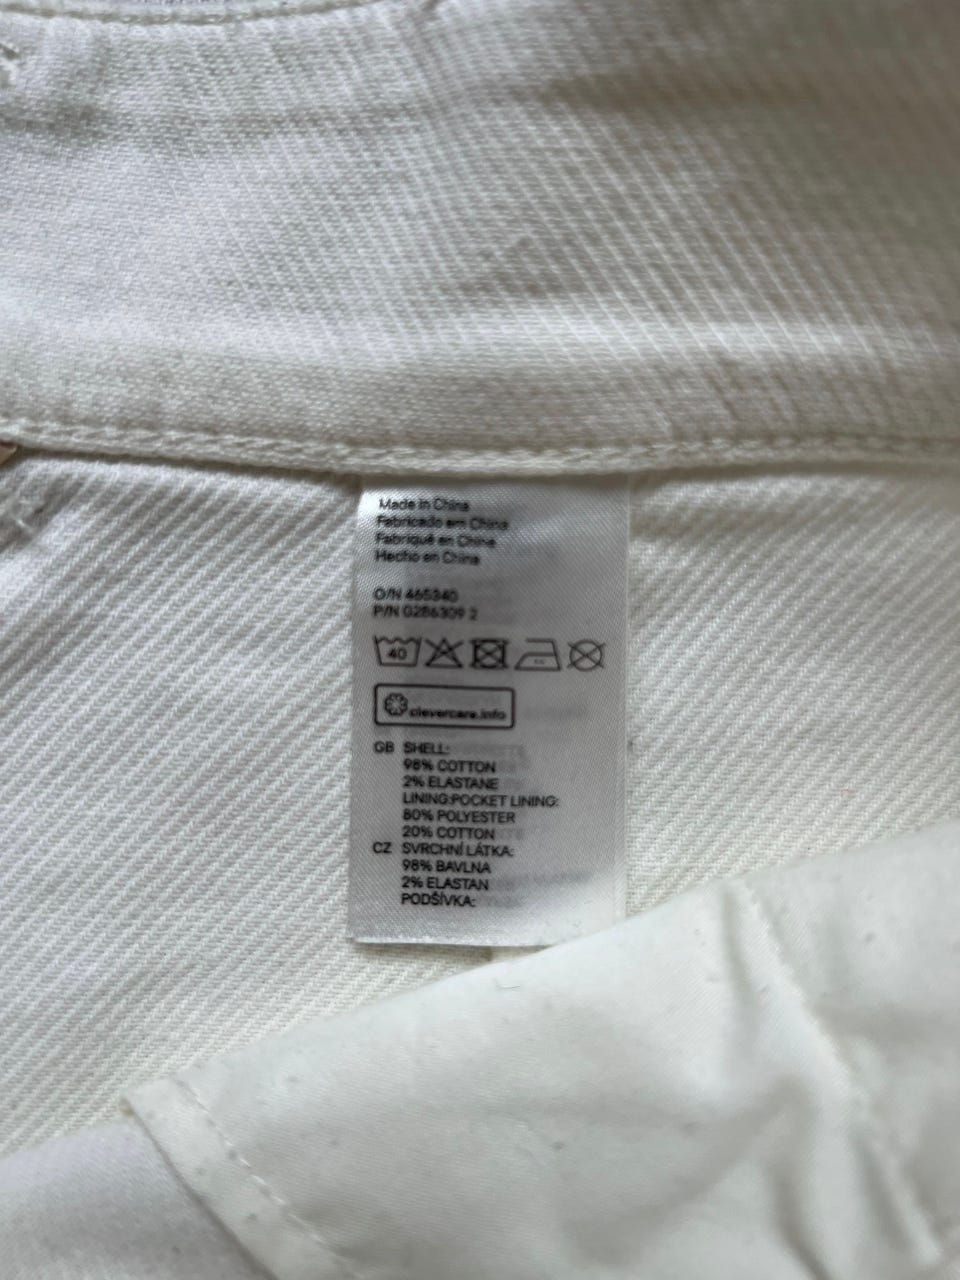 Made in China
Fabricado em China
Fabriqué en Chine
Hecho en China
O/N 465340
P/N 0286309 2
40
clevercare.info
GB SHELL:
98% COTTON
2% ELASTANE
LINING:POCKET LINING:
80% POLYESTER
20% COTTON
CZ SVRCHNÍ LÁTKA:
98% BAVLNA
2% ELASTAN
PODŠÍVKA: